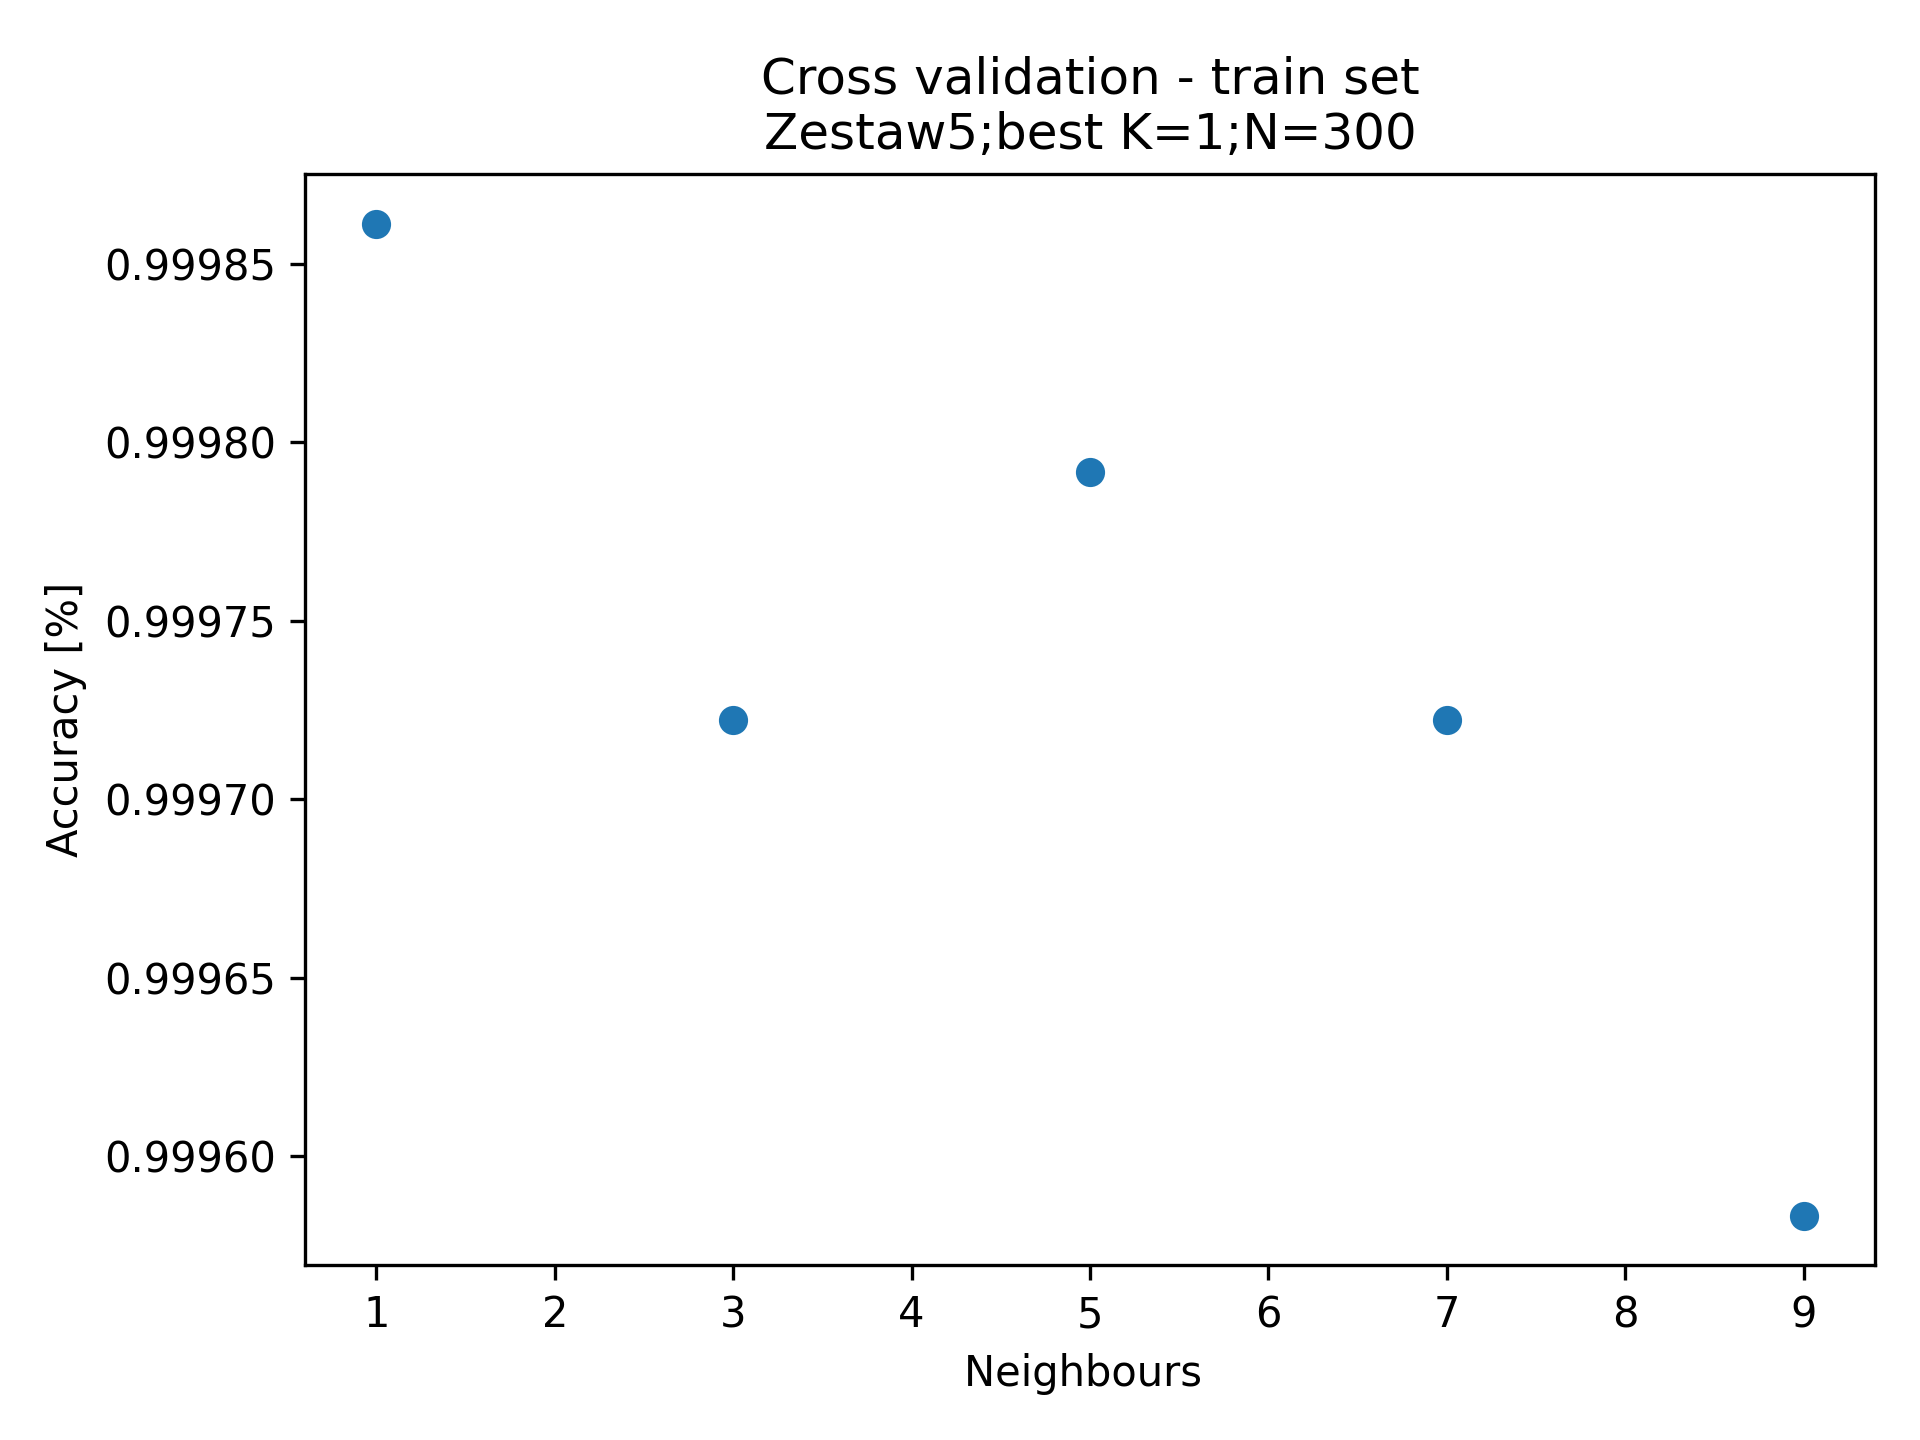 Cross validation - train set
Zestaw5;best K=1;N=300
Accuracy [%]
0.99985
0.99980
0.99975
0.99970
0.99965
0.99960
1 2 3 4 5 6 7 8 9
Neighbours